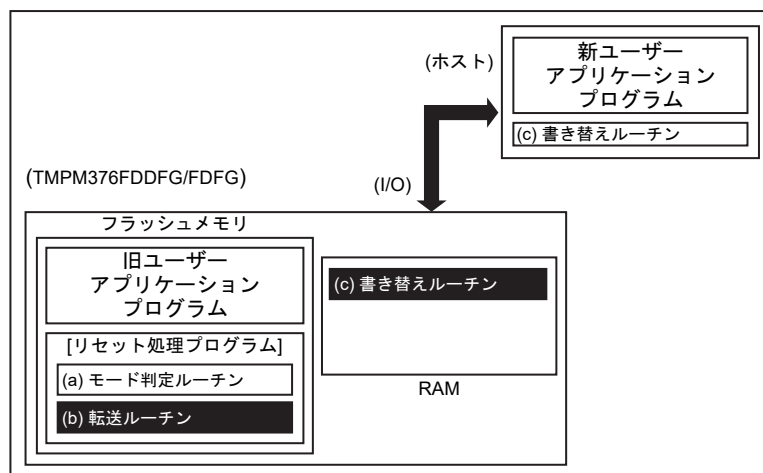 (ホスト)
新ユーザー
アプリケーション
プログラム
(c) 書き替えルーチン
(TMPM376FDDFG/FDFG)
(I/O)
フラッシュメモリ
旧ユーザー
アプリケーション
プログラム
[リセット処理プログラム]
(a) モード判定ルーチン
(b) 転送ルーチン
(c) 書き替えルーチン
RAM